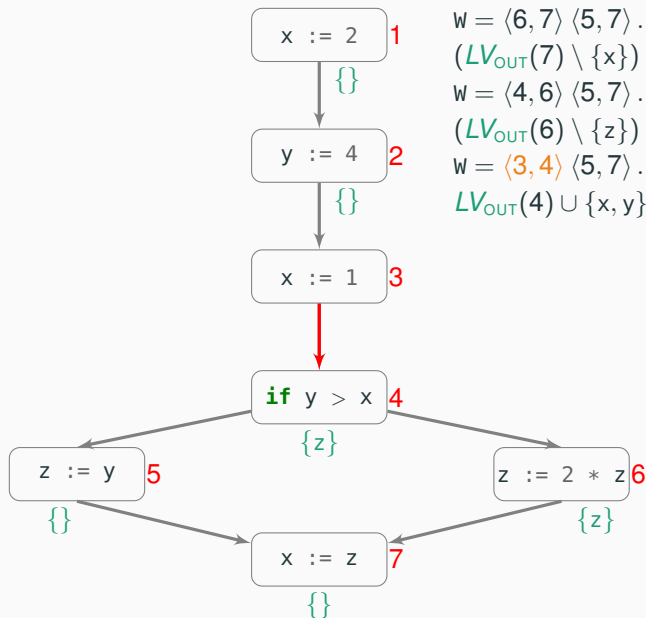 x := 2 1
{}
y := 4 2
{}
x := 1 3
if y > x 4
{z}
z := y 5
{}
z := 2 * z 6
{z}
x := z 7
{}
W = ⟨6, 7⟩ ⟨5, 7⟩ .
(LV_OUT(7) \ {x})
W = ⟨4, 6⟩ ⟨5, 7⟩ .
(LV_OUT(6) \ {z})
W = ⟨3, 4⟩ ⟨5, 7⟩ .
LV_OUT(4) ∪ {x, y}